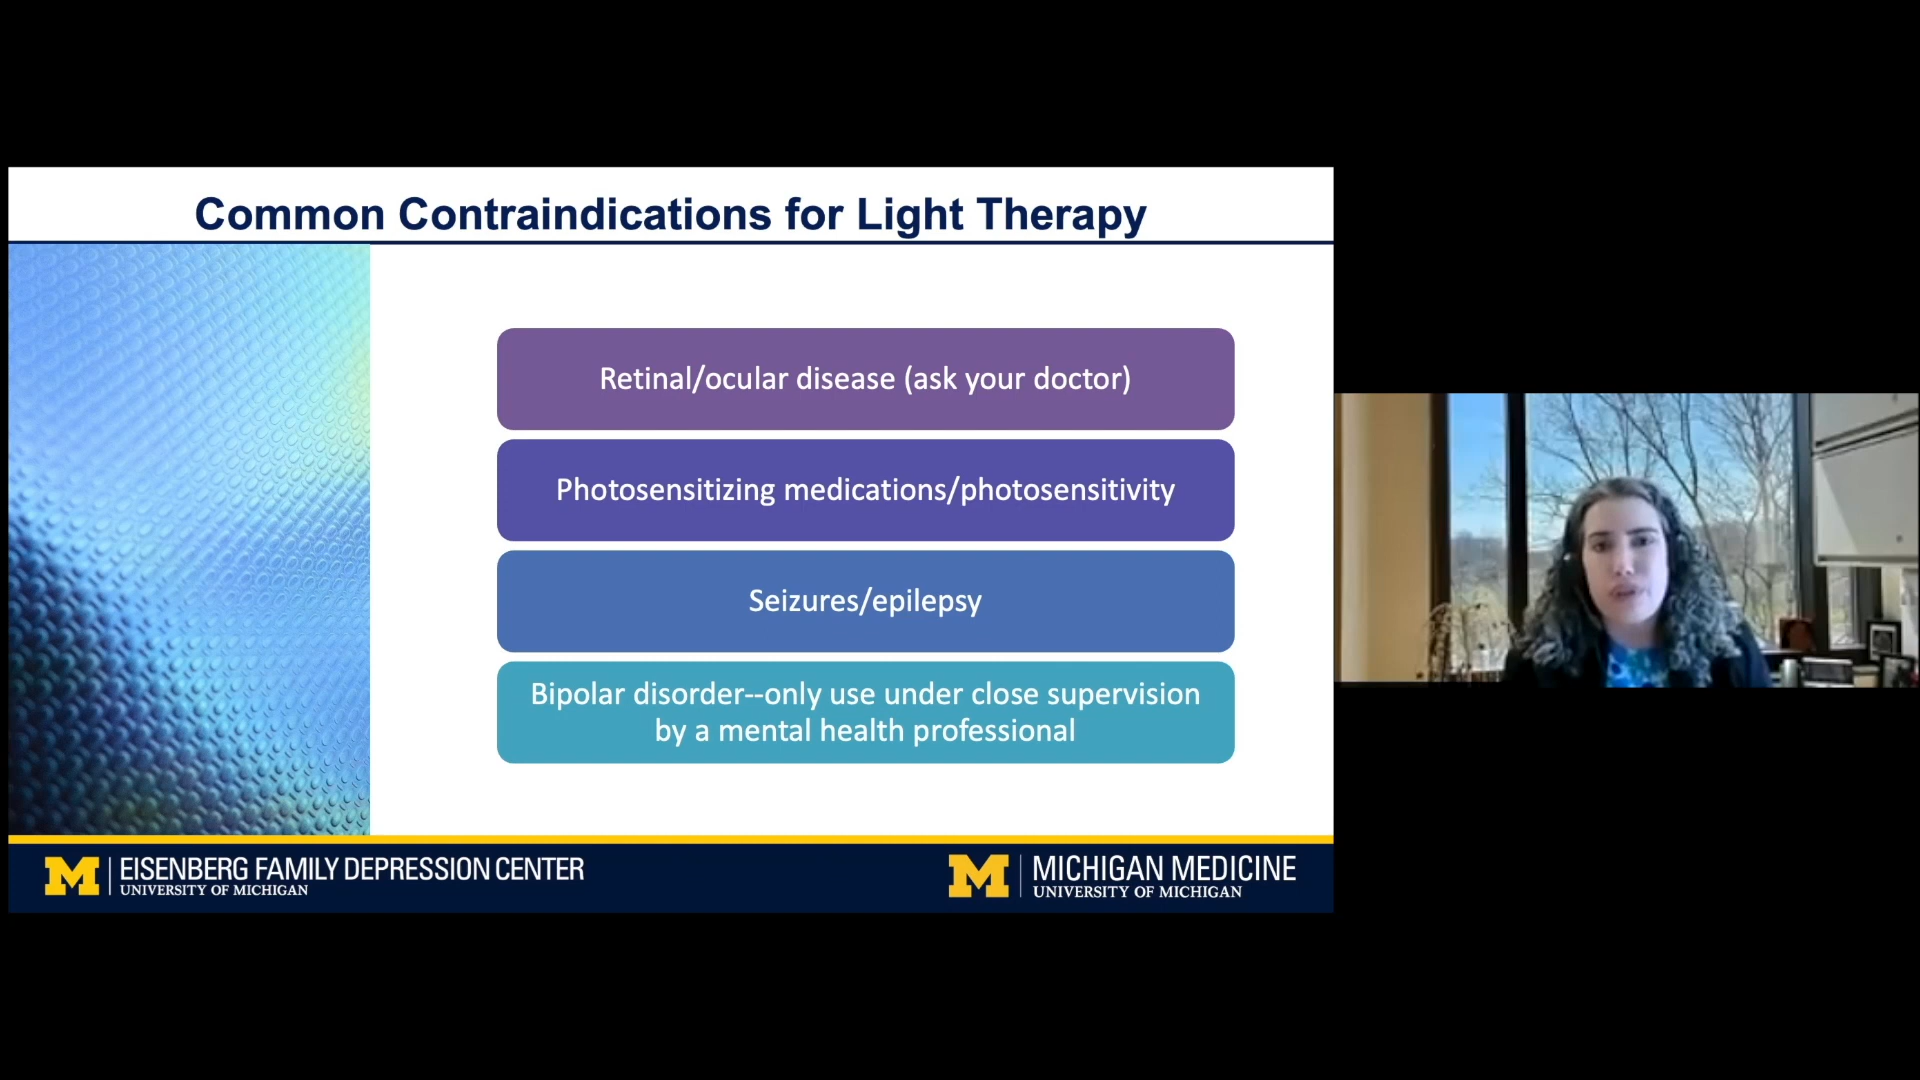 Common Contraindications for Light Therapy
Retinal/ocular disease (ask your doctor)
Photosensitizing medications/photosensitivity
Seizures/epilepsy
Bipolar disorder--only use under close supervision
by a mental health professional
M EISENBERG FAMILY DEPRESSION CENTER
UNIVERSITY OF MICHIGAN
M MICHIGAN MEDICINE
UNIVERSITY OF MICHIGAN